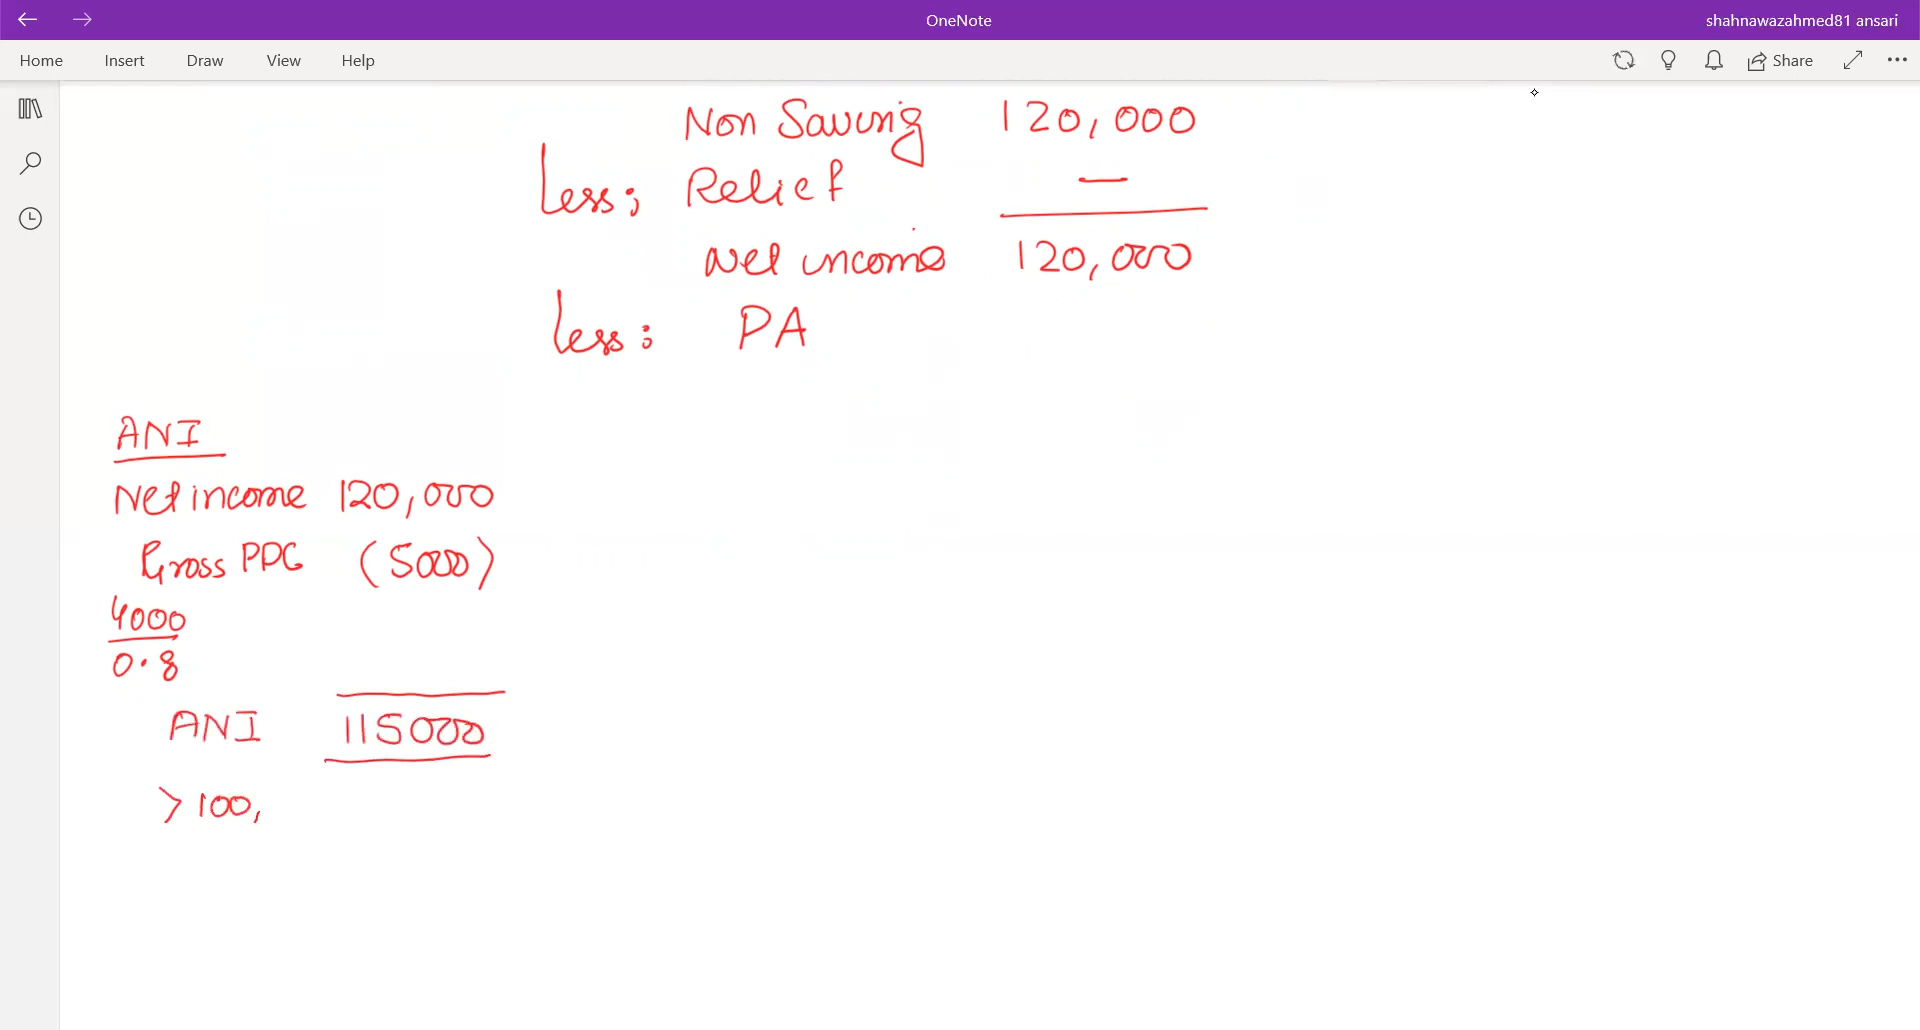 OneNote
shahnawazahmed81 ansari
Home Insert Draw View Help Share
Non Saving 120,000
Less; Relief —
Net income 120,000
Less: PA
ANI
Net income 120,000
Gross PPC (5000)
4000
0.8
ANI 115000
> 100,